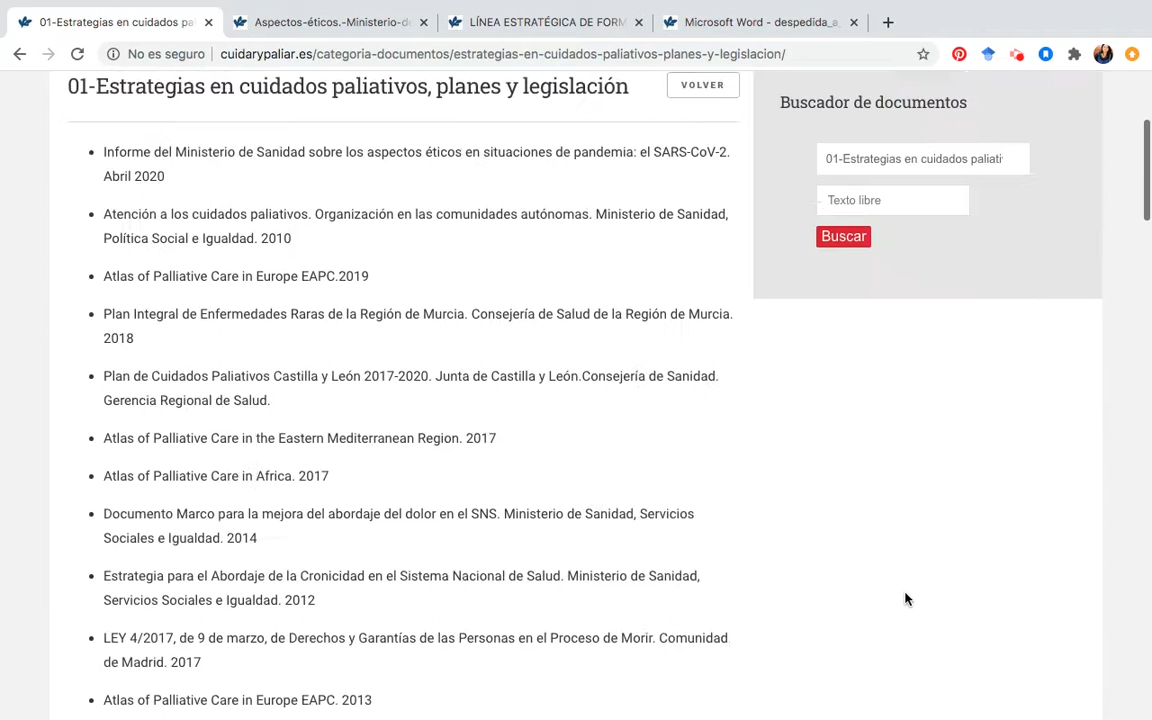 01-Estrategias en cuidados pa
Aspectos-éticos.-Ministerio-de
LÍNEA ESTRATÉGICA DE FORM
Microsoft Word - despedida_a
No es seguro
cuidarypaliar.es/categoria-documentos/estrategias-en-cuidados-paliativos-planes-y-legislacion/
01-Estrategias en cuidados paliativos, planes y legislación
VOLVER
Informe del Ministerio de Sanidad sobre los aspectos éticos en situaciones de pandemia: el SARS-CoV-2.
Abril 2020
Atención a los cuidados paliativos. Organización en las comunidades autónomas. Ministerio de Sanidad,
Política Social e Igualdad. 2010
Atlas of Palliative Care in Europe EAPC.2019
Plan Integral de Enfermedades Raras de la Región de Murcia. Consejería de Salud de la Región de Murcia.
2018
Plan de Cuidados Paliativos Castilla y León 2017-2020. Junta de Castilla y León.Consejería de Sanidad.
Gerencia Regional de Salud.
Atlas of Palliative Care in the Eastern Mediterranean Region. 2017
Atlas of Palliative Care in Africa. 2017
Documento Marco para la mejora del abordaje del dolor en el SNS. Ministerio de Sanidad, Servicios
Sociales e Igualdad. 2014
Estrategia para el Abordaje de la Cronicidad en el Sistema Nacional de Salud. Ministerio de Sanidad,
Servicios Sociales e Igualdad. 2012
LEY 4/2017, de 9 de marzo, de Derechos y Garantías de las Personas en el Proceso de Morir. Comunidad
de Madrid. 2017
Atlas of Palliative Care in Europe EAPC. 2013
Buscador de documentos
01-Estrategias en cuidados paliati
Texto libre
Buscar